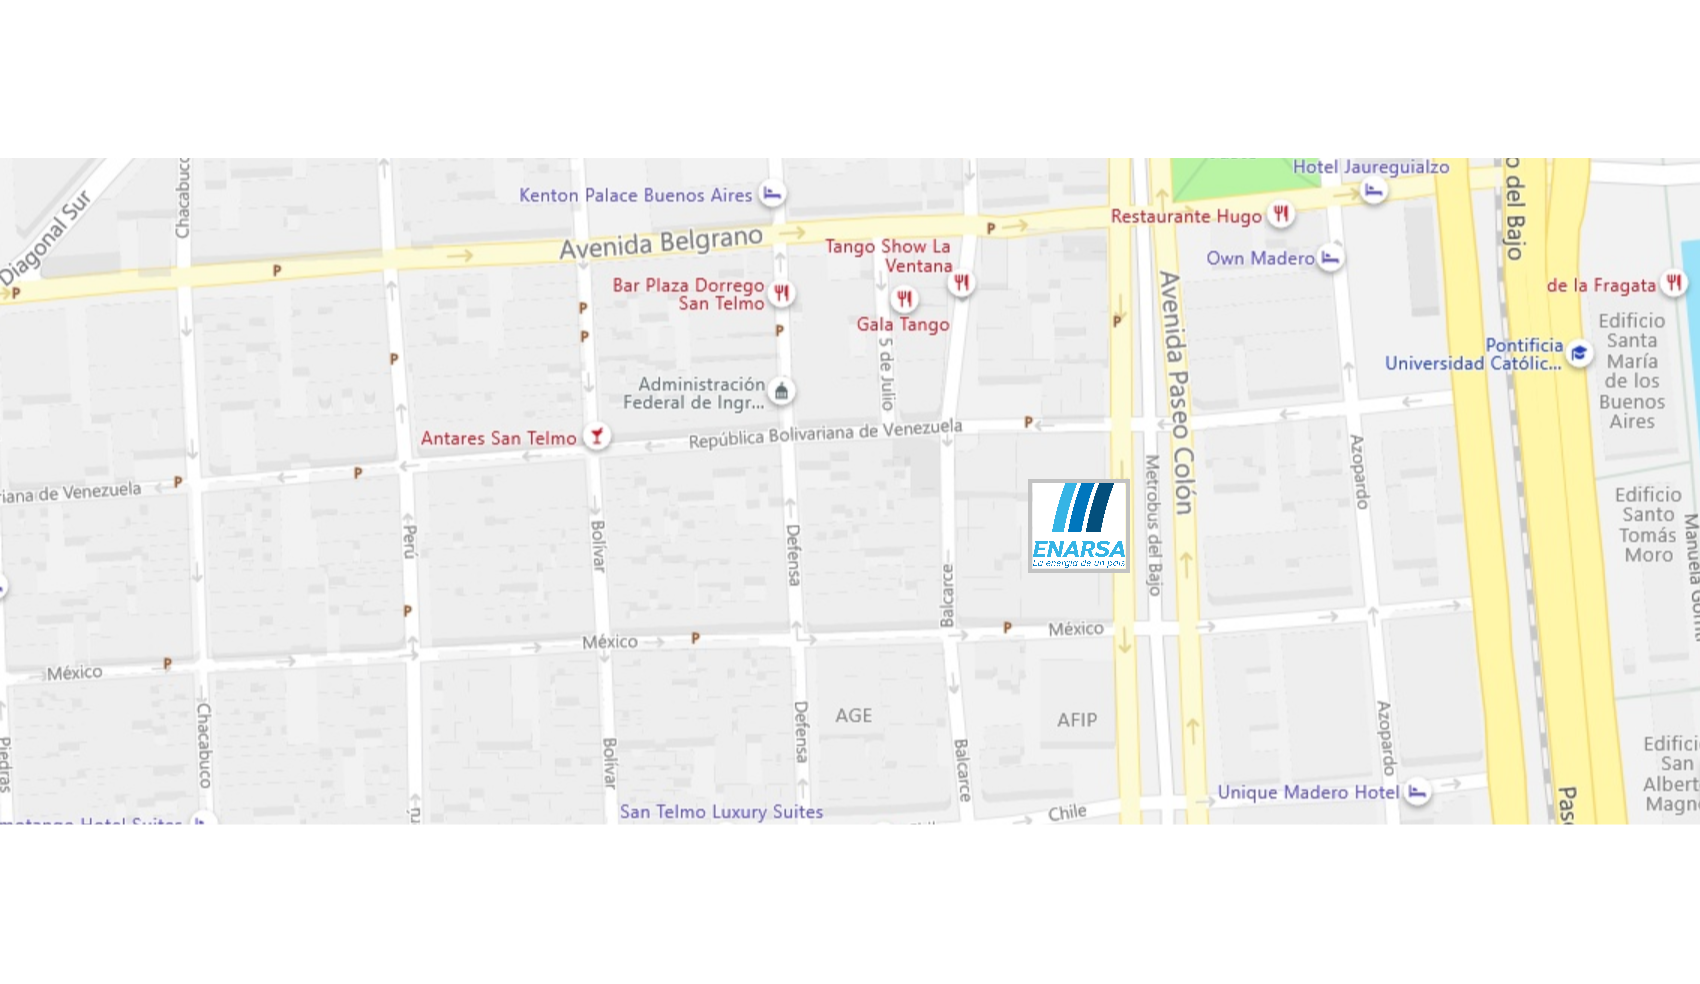 Chacabuco
Diagonal Sur
Kenton Palace Buenos Aires
Hotel Jaureguialzo
o del Bajo
Restaurante Hugo
Avenida Belgrano
P
P
P
Tango Show La
Ventana
Own Madero
Bar Plaza Dorrego
San Telmo
Gala Tango
de la Fragata
P
P
P
P
P
Avenida Paseo Colón
Edificio
Santa
María
de los
Buenos
Aires
Pontificia
Universidad Católic...
5 de Julio
Administración
Federal de Ingr...
Antares San Telmo
República Bolivariana de Venezuela
P
P
P
riana de Venezuela
Azopardo
Metrobus del Bajo
ENARSA
La energía de un país
Edificio
Santo
Tomás
Moro
Perú
Bolívar
Defensa
Balcarce
P
México
P
México
P
México
P
AGE
AFIP
Chacabuco
Piedras
Bolívar
Defensa
Balcarce
Azopardo
San Telmo Luxury Suites
Chile
Unique Madero Hotel
Edifici
San
Albert
Magn